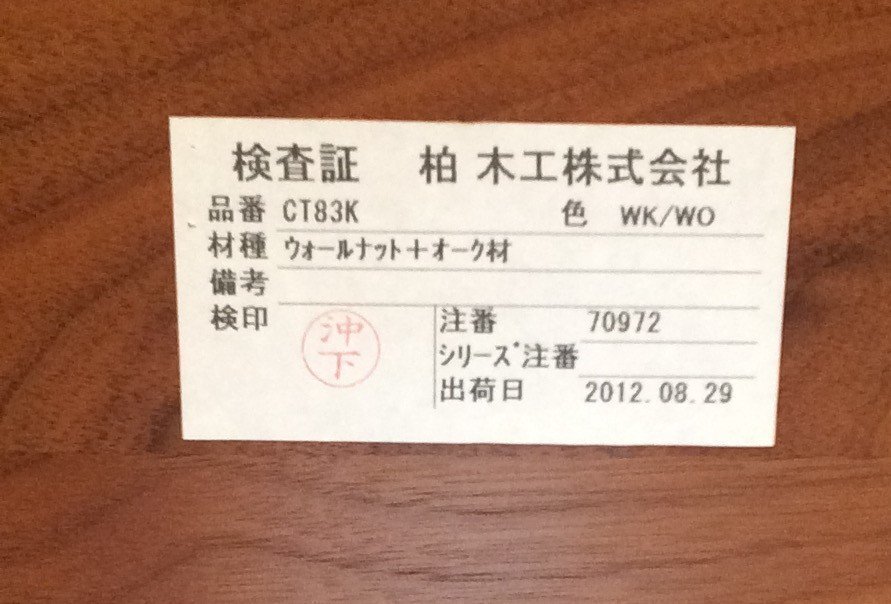 検査証 柏木工株式会社
品番 CT83K 色 WK/WO
材種 ウォールナット+オーク材
備考
検印 沖下
注番 70972
シリーズ注番
出荷日 2012.08.29